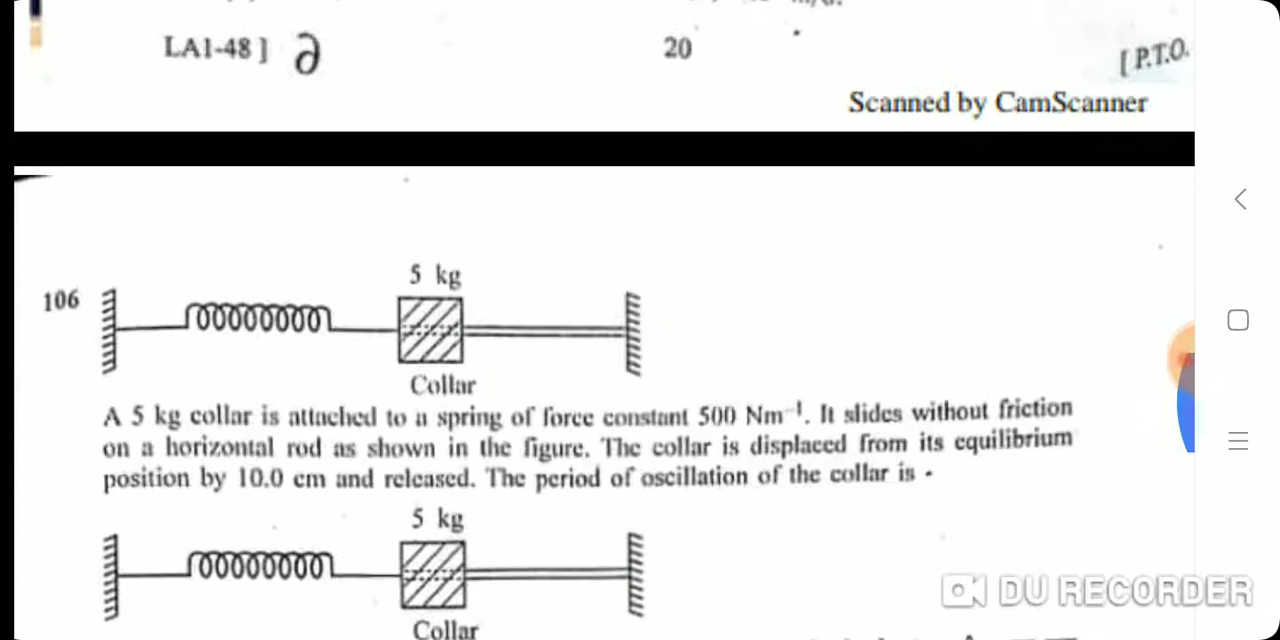 LA1-48 ] ∂
20
[ P.T.O.
Scanned by CamScanner
5 kg
106
Collar
A 5 kg collar is attached to a spring of force constant 500 Nm⁻¹. It slides without friction
on a horizontal rod as shown in the figure. The collar is displaced from its equilibrium
position by 10.0 cm and released. The period of oscillation of the collar is -
5 kg
Collar
DU RECORDER